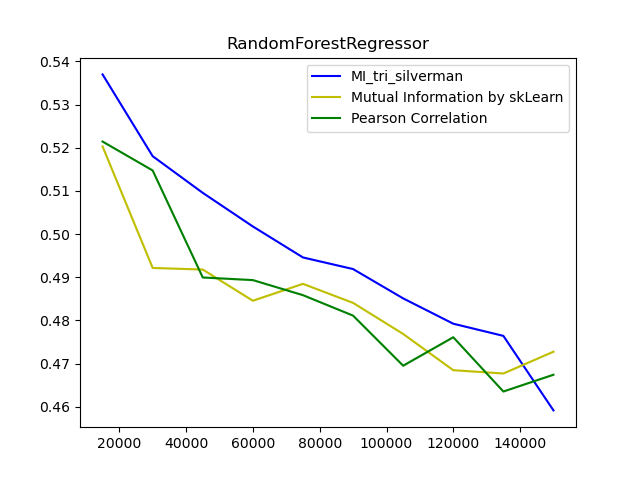 RandomForestRegressor
MI_tri_silverman
Mutual Information by skLearn
Pearson Correlation
0.54
0.53
0.52
0.51
0.50
0.49
0.48
0.47
0.46
20000 40000 60000 80000 100000 120000 140000